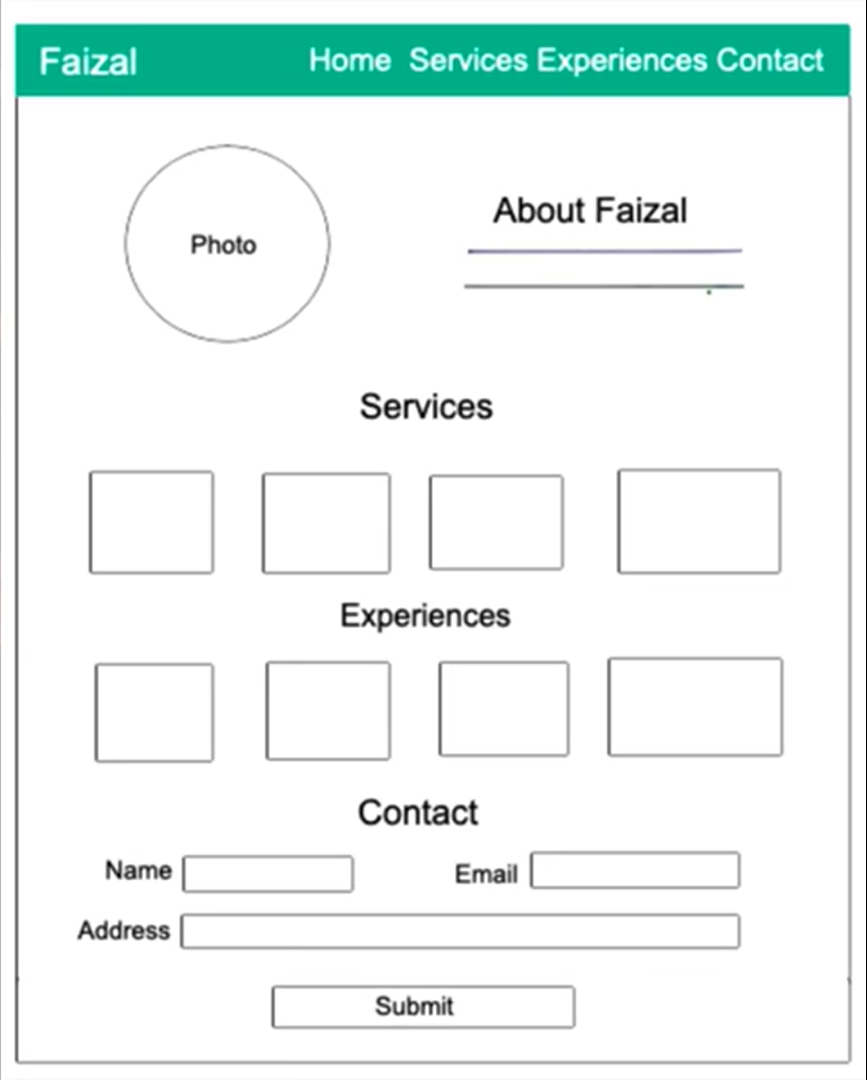 Faizal Home Services Experiences Contact
Photo
About Faizal
Services
Experiences
Contact
Name Email
Address
Submit